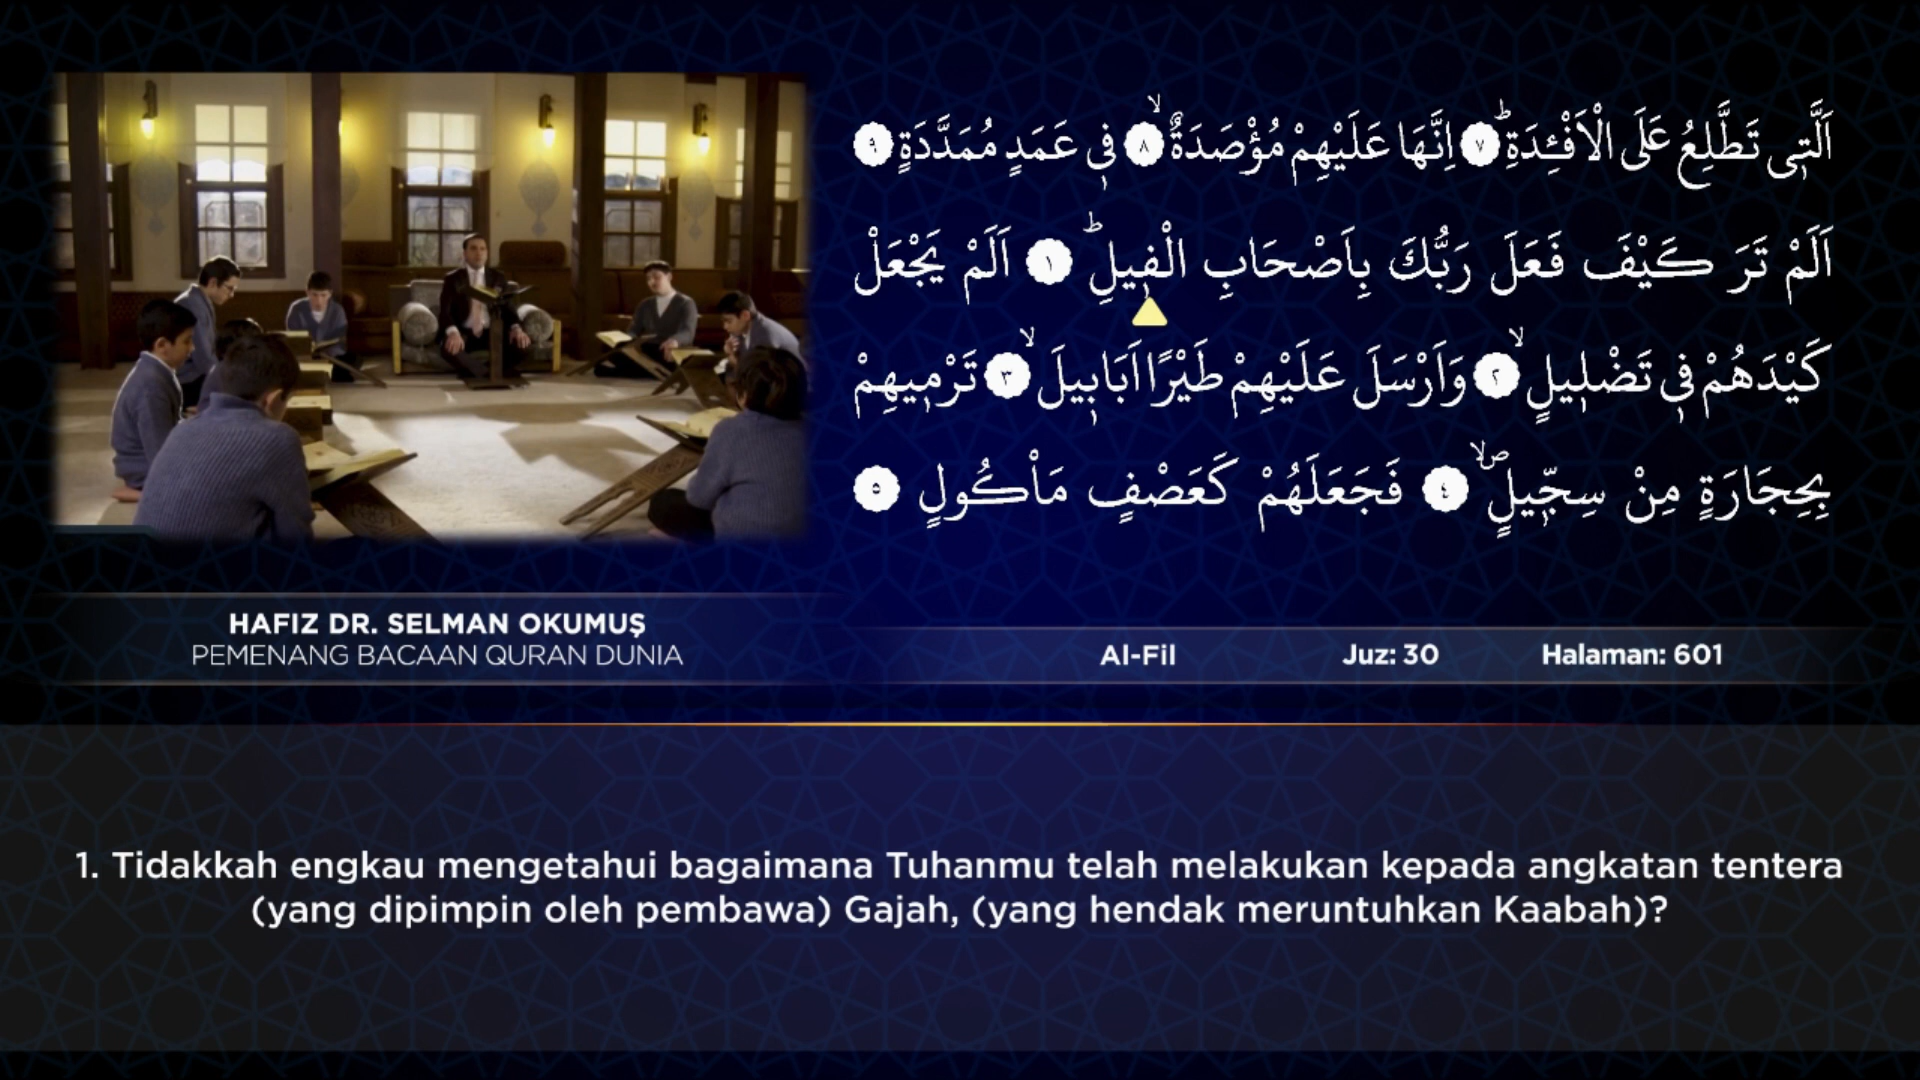 اَلَّتٖى تَطَّلِعُ عَلَى الْاَفْـِٔدَةِؕ ٧ اِنَّهَا عَلَيْهِمْ مُؤْصَدَةٌۙ ٨ فٖى عَمَدٍ مُمَدَّدَةٍ ٩
اَلَمْ تَرَ كَيْفَ فَعَلَ رَبُّكَ بِاَصْحَابِ الْفٖيلِؕ ١ اَلَمْ يَجْعَلْ
كَيْدَهُمْ فٖى تَضْلٖيلٍۙ ٢ وَاَرْسَلَ عَلَيْهِمْ طَيْرًا اَبَابٖيلَۙ ٣ تَرْمٖيهِمْ
بِحِجَارَةٍ مِنْ سِجّٖيلٍۙۖ ٤ فَجَعَلَهُمْ كَعَصْفٍ مَاْكُولٍ ٥
HAFIZ DR. SELMAN OKUMUŞ
PEMENANG BACAAN QURAN DUNIA
Al-Fil Juz: 30 Halaman: 601
1. Tidakkah engkau mengetahui bagaimana Tuhanmu telah melakukan kepada angkatan tentera
(yang dipimpin oleh pembawa) Gajah, (yang hendak meruntuhkan Kaabah)?